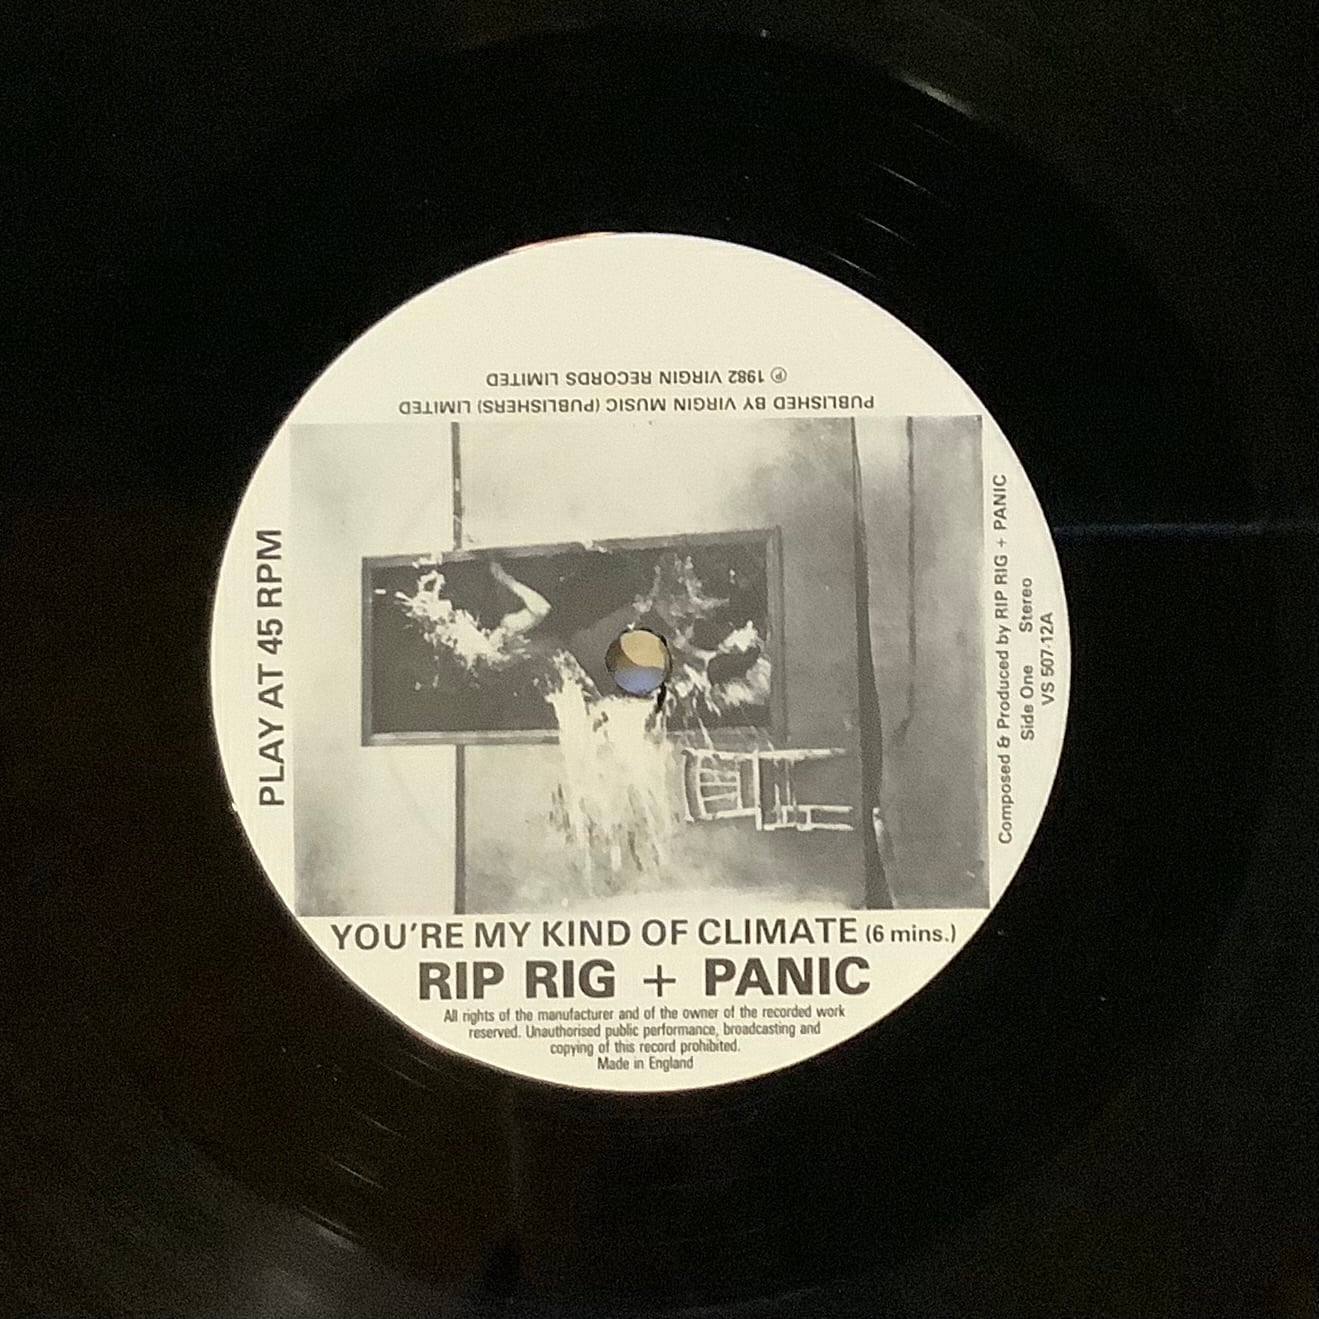 ℗ 1982 VIRGIN RECORDS LIMITED
PUBLISHED BY VIRGIN MUSIC (PUBLISHERS) LIMITED
PLAY AT 45 RPM
Composed & Produced by RIP RIG + PANIC
Side One Stereo
VS 507-12A
YOU'RE MY KIND OF CLIMATE (6 mins.)
RIP RIG + PANIC
All rights of the manufacturer and of the owner of the recorded work
reserved. Unauthorised public performance, broadcasting and
copying of this record prohibited.
Made in England